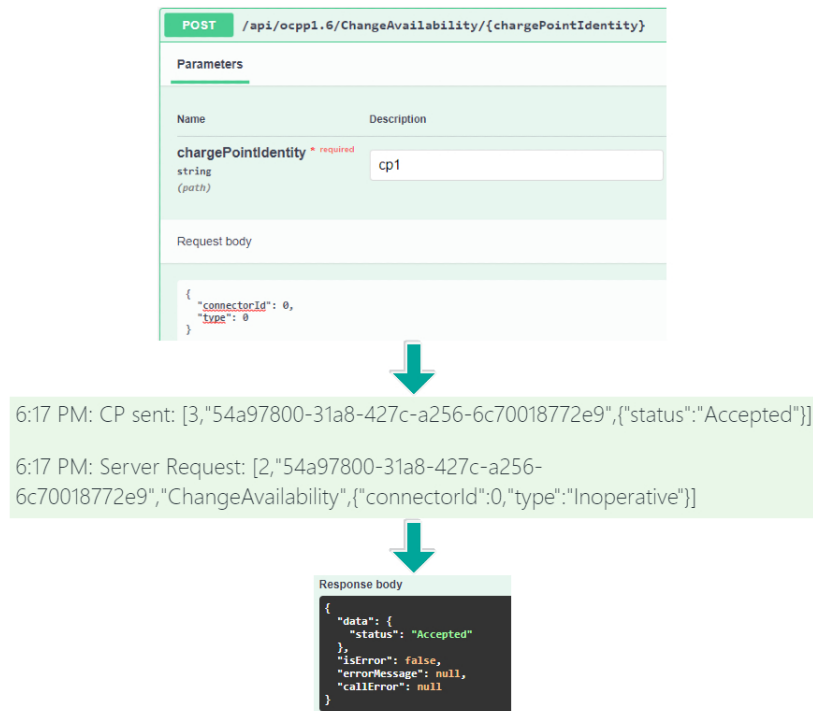 POST /api/ocpp1.6/ChangeAvailability/{chargePointIdentity}
Parameters
Name Description
chargePointIdentity * required
string
(path)
cp1
Request body
{
"connectorId": 0,
"type": 0
}
6:17 PM: CP sent: [3,"54a97800-31a8-427c-a256-6c70018772e9",{"status":"Accepted"}]
6:17 PM: Server Request: [2,"54a97800-31a8-427c-a256-
6c70018772e9","ChangeAvailability",{"connectorId":0,"type":"Inoperative"}]
Response body
{
"data": {
"status": "Accepted"
},
"isError": false,
"errorMessage": null,
"callError": null
}